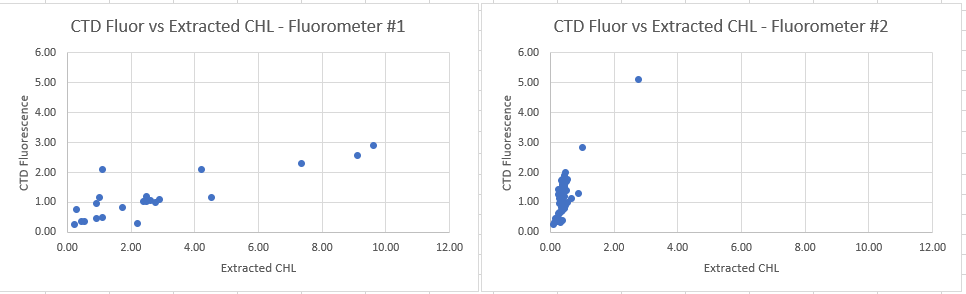 CTD Fluor vs Extracted CHL - Fluorometer #1
6.00
5.00
4.00
3.00
2.00
1.00
0.00
CTD Fluorescence
0.00 2.00 4.00 6.00 8.00 10.00 12.00
Extracted CHL
CTD Fluor vs Extracted CHL - Fluorometer #2
6.00
5.00
4.00
3.00
2.00
1.00
0.00
CTD Fluorescence
0.00 2.00 4.00 6.00 8.00 10.00 12.00
Extracted CHL